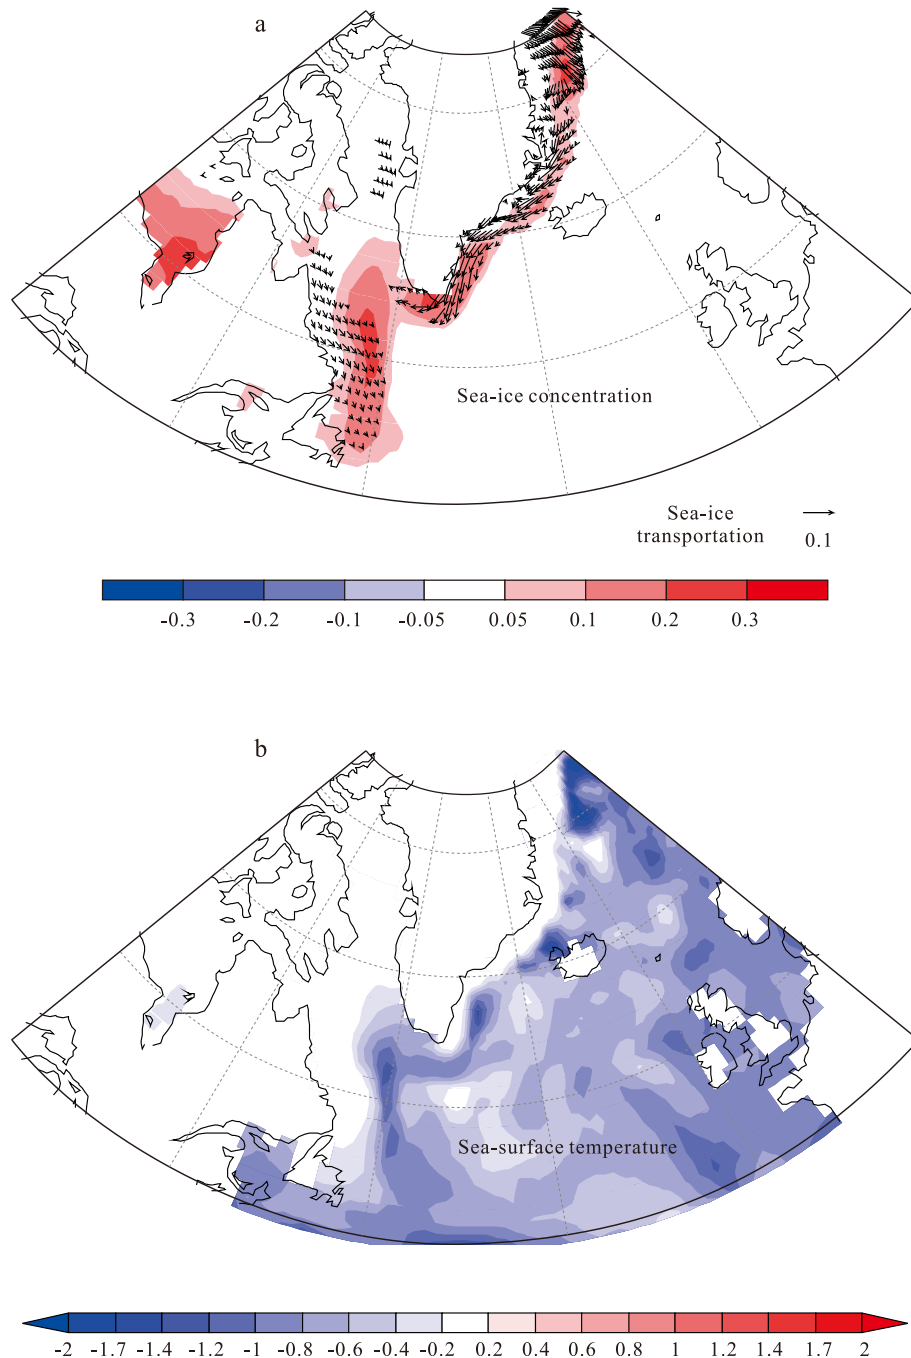 a
Sea-ice concentration
Sea-ice
transportation
0.1
-0.3 -0.2 -0.1 -0.05 0.05 0.1 0.2 0.3
b
Sea-surface temperature
-2 -1.7 -1.4 -1.2 -1 -0.8 -0.6 -0.4 -0.2 0.2 0.4 0.6 0.8 1 1.2 1.4 1.7 2